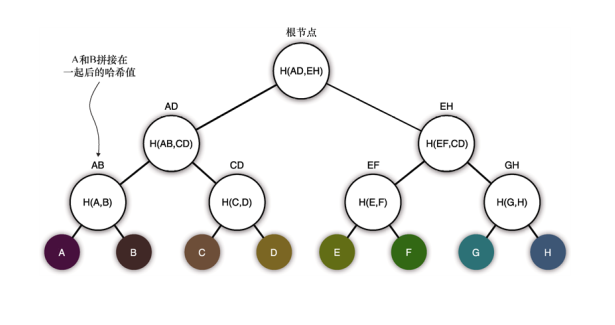 根节点
A和B拼接在
一起后的哈希值
H(AD,EH)
AD
EH
H(AB,CD)
H(EF,CD)
AB
CD
EF
GH
H(A,B)
H(C,D)
H(E,F)
H(G,H)
A
B
C
D
E
F
G
H